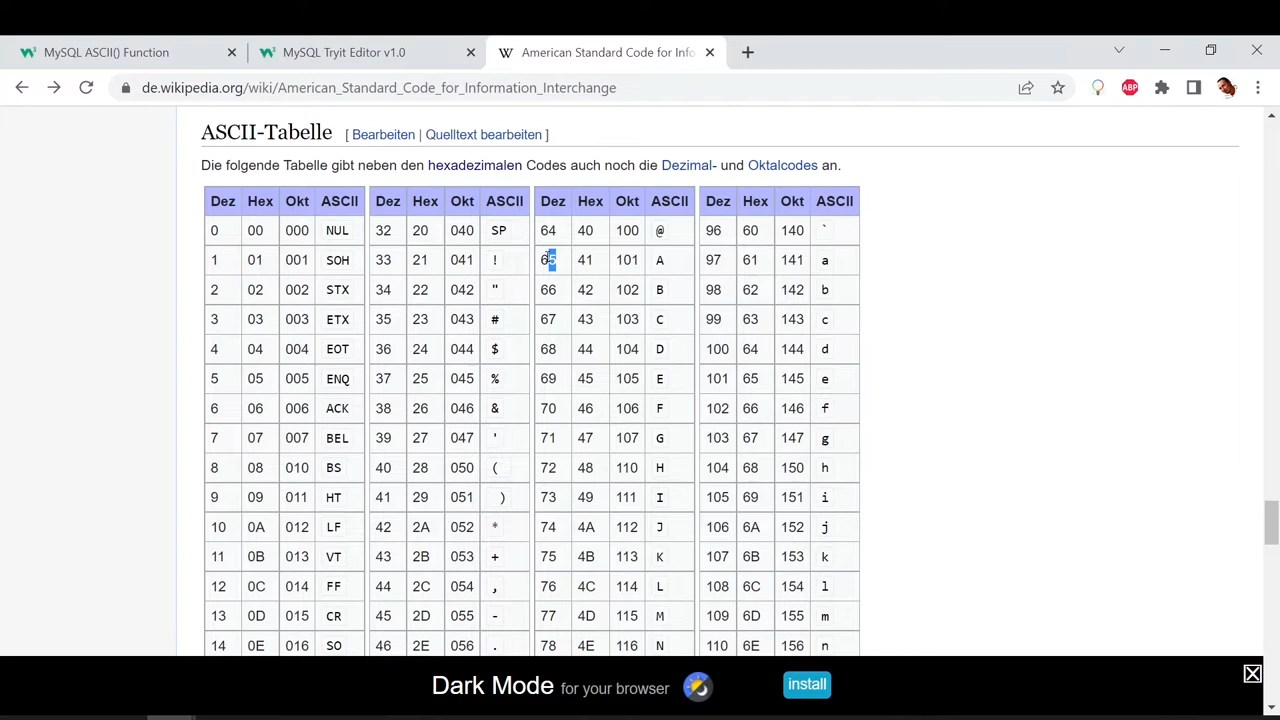 MySQL ASCII() Function
MySQL Tryit Editor v1.0
W American Standard Code for Info
de.wikipedia.org/wiki/American_Standard_Code_for_Information_Interchange
ABP
ASCII-Tabelle [ Bearbeiten | Quelltext bearbeiten ]
Die folgende Tabelle gibt neben den hexadezimalen Codes auch noch die Dezimal- und Oktalcodes an.
Dez Hex Okt ASCII Dez Hex Okt ASCII Dez Hex Okt ASCII Dez Hex Okt ASCII
0 00 000 NUL 32 20 040 SP 64 40 100 @ 96 60 140 `
1 01 001 SOH 33 21 041 ! 65 41 101 A 97 61 141 a
2 02 002 STX 34 22 042 " 66 42 102 B 98 62 142 b
3 03 003 ETX 35 23 043 # 67 43 103 C 99 63 143 c
4 04 004 EOT 36 24 044 $ 68 44 104 D 100 64 144 d
5 05 005 ENQ 37 25 045 % 69 45 105 E 101 65 145 e
6 06 006 ACK 38 26 046 & 70 46 106 F 102 66 146 f
7 07 007 BEL 39 27 047 ' 71 47 107 G 103 67 147 g
8 08 010 BS 40 28 050 ( 72 48 110 H 104 68 150 h
9 09 011 HT 41 29 051 ) 73 49 111 I 105 69 151 i
10 0A 012 LF 42 2A 052 * 74 4A 112 J 106 6A 152 j
11 0B 013 VT 43 2B 053 + 75 4B 113 K 107 6B 153 k
12 0C 014 FF 44 2C 054 , 76 4C 114 L 108 6C 154 l
13 0D 015 CR 45 2D 055 - 77 4D 115 M 109 6D 155 m
14 0E 016 SO 46 2E 056 . 78 4E 116 N 110 6E 156 n
Dark Mode for your browser install